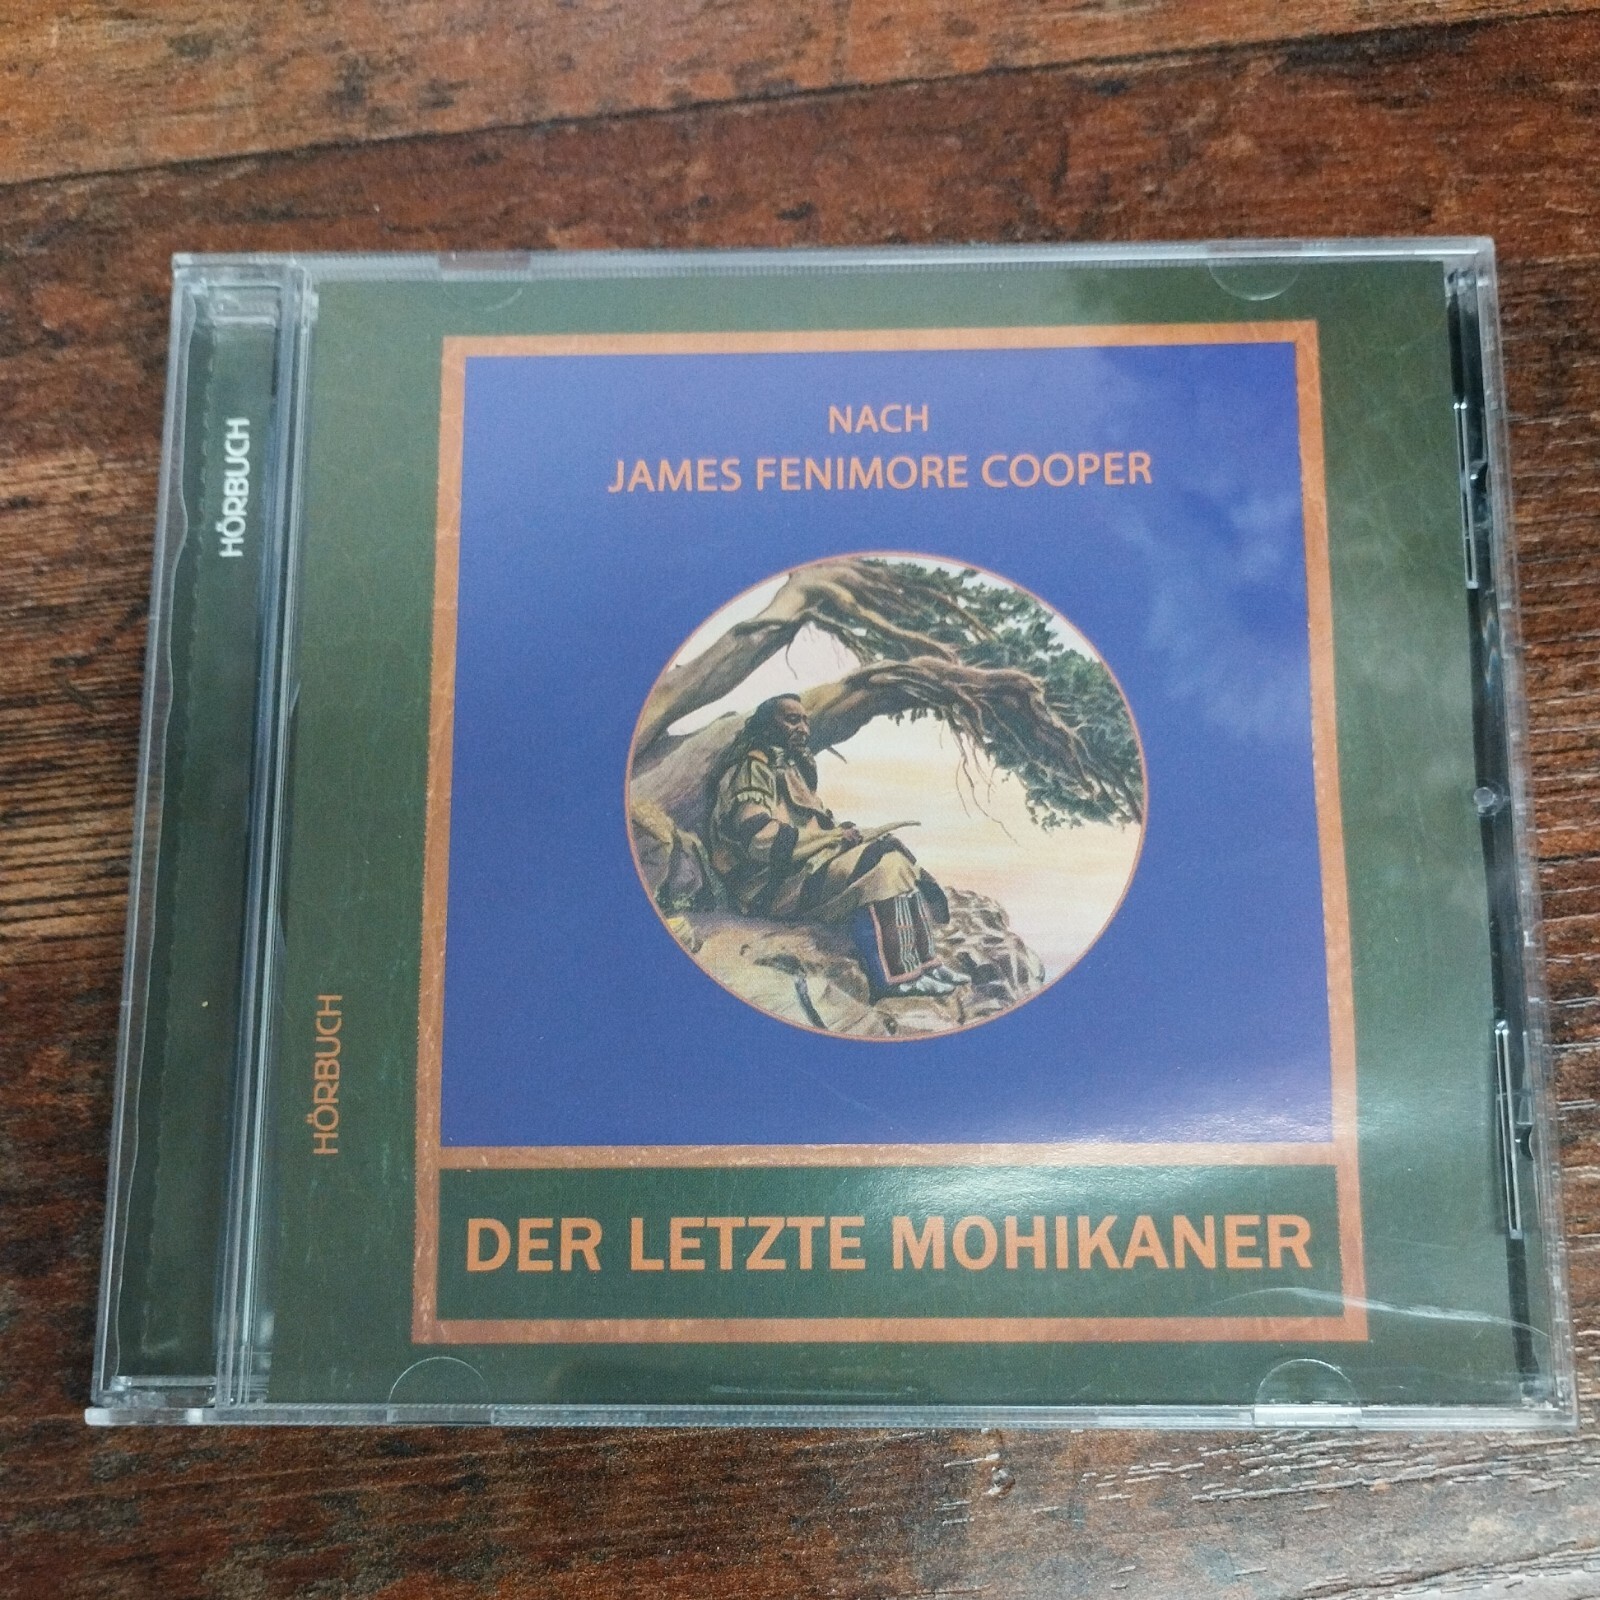 HÖRBUCH
NACH
JAMES FENIMORE COOPER
HÖRBUCH
DER LETZTE MOHIKANER